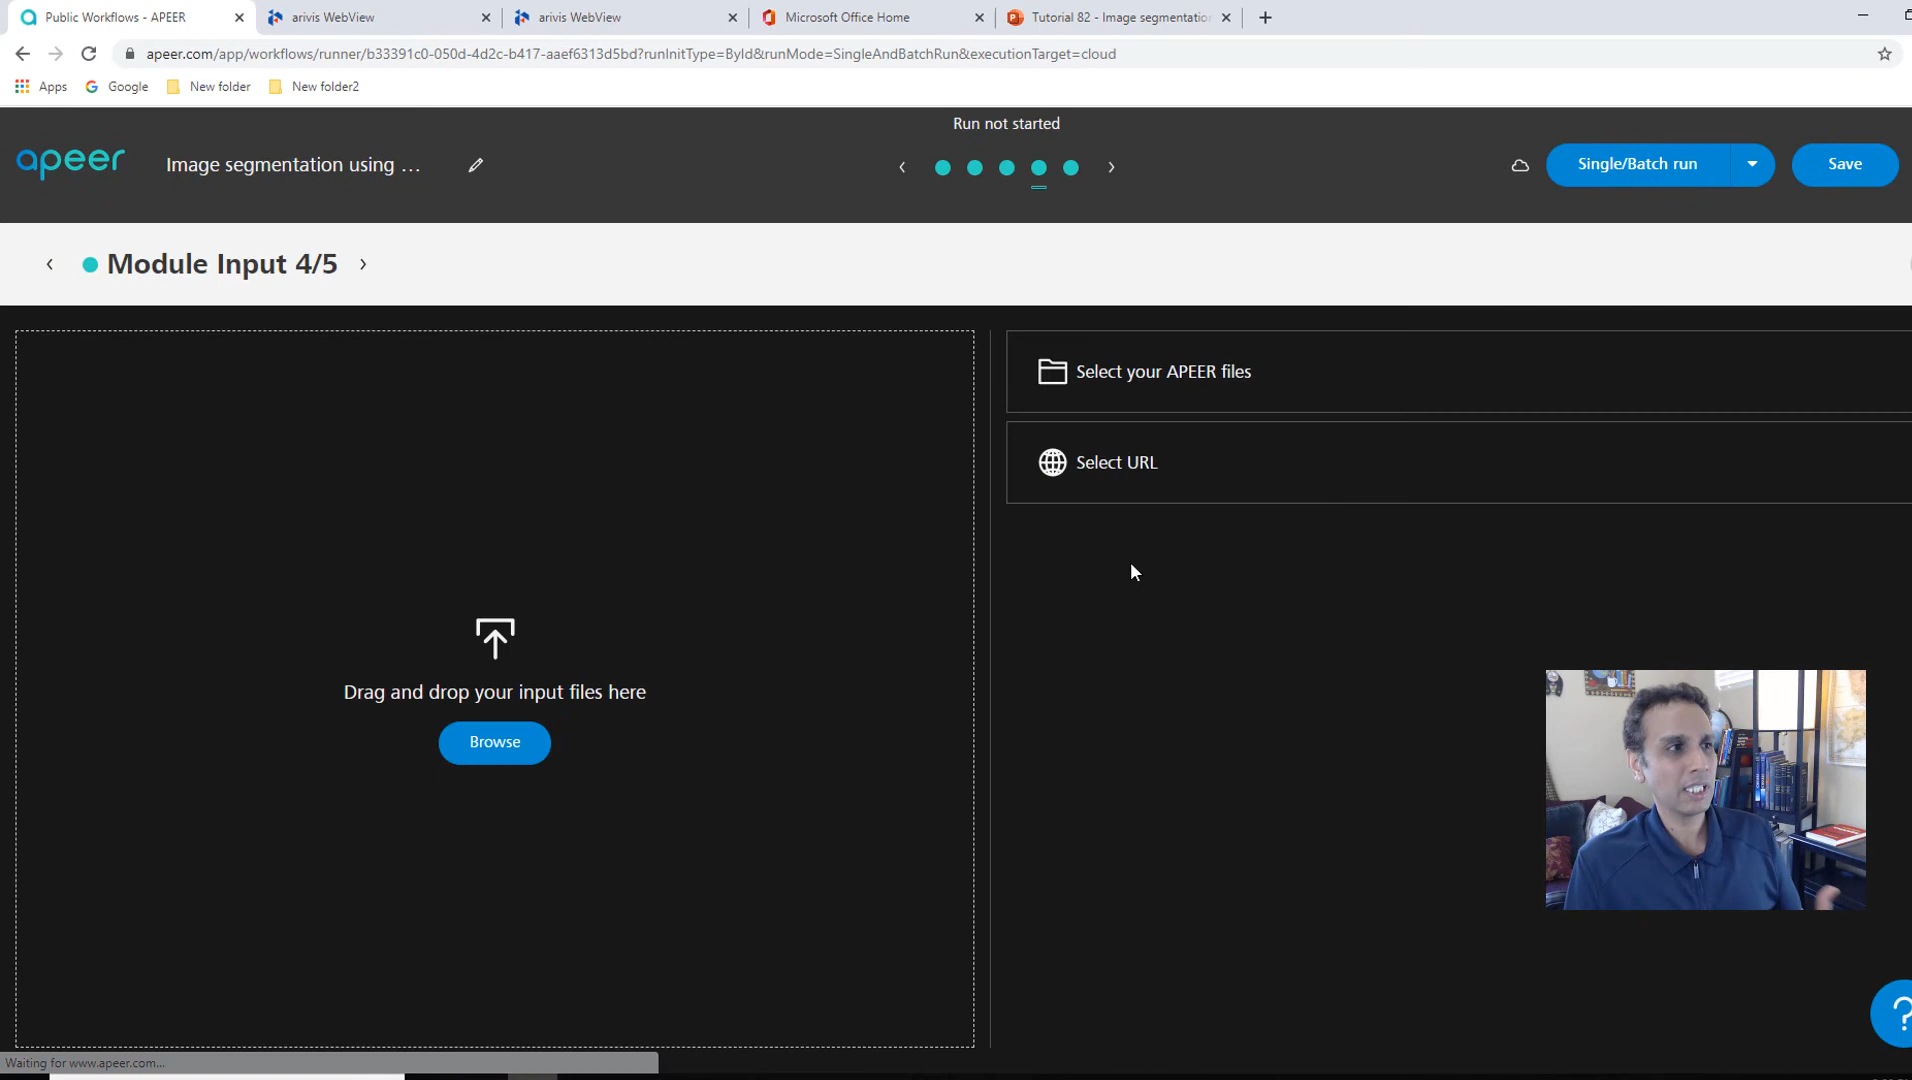 Public Workflows - APEER
arivis WebView
arivis WebView
Microsoft Office Home
Tutorial 82 - Image segmentation
apeer.com/app/workflows/runner/b33391c0-050d-4d2c-b417-aaef6313d5bd?runInitType=ById&runMode=SingleAndBatchRun&executionTarget=cloud
Apps
Google
New folder
New folder2
Run not started
apeer
Image segmentation using ...
Single/Batch run
Save
Module Input 4/5
Select your APEER files
Select URL
Drag and drop your input files here
Browse
?
Waiting for www.apeer.com...